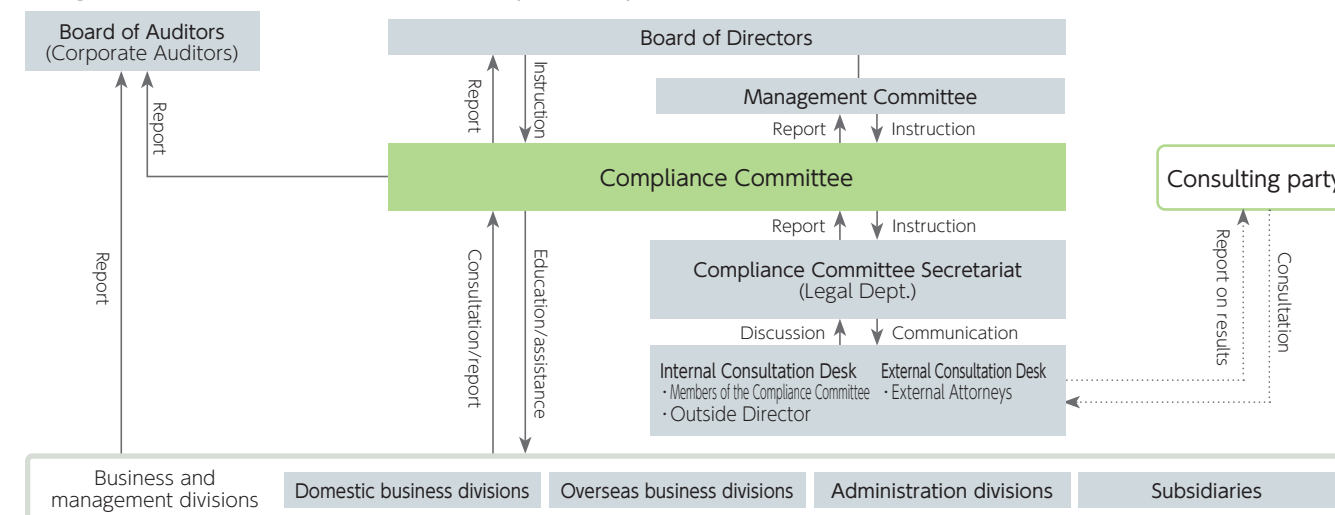 Board of Auditors
(Corporate Auditors)
Board of Directors
Management Committee
Report
Instruction
Report
Report
Instruction
Compliance Committee
Consulting party
Report
Instruction
Compliance Committee Secretariat
(Legal Dept.)
Report
Consultation/report
Education/assistance
Report on results
Consultation
Discussion
Communication
Internal Consultation Desk
・Members of the Compliance Committee
・Outside Director
External Consultation Desk
・External Attorneys
Business and
management divisions
Domestic business divisions
Overseas business divisions
Administration divisions
Subsidiaries